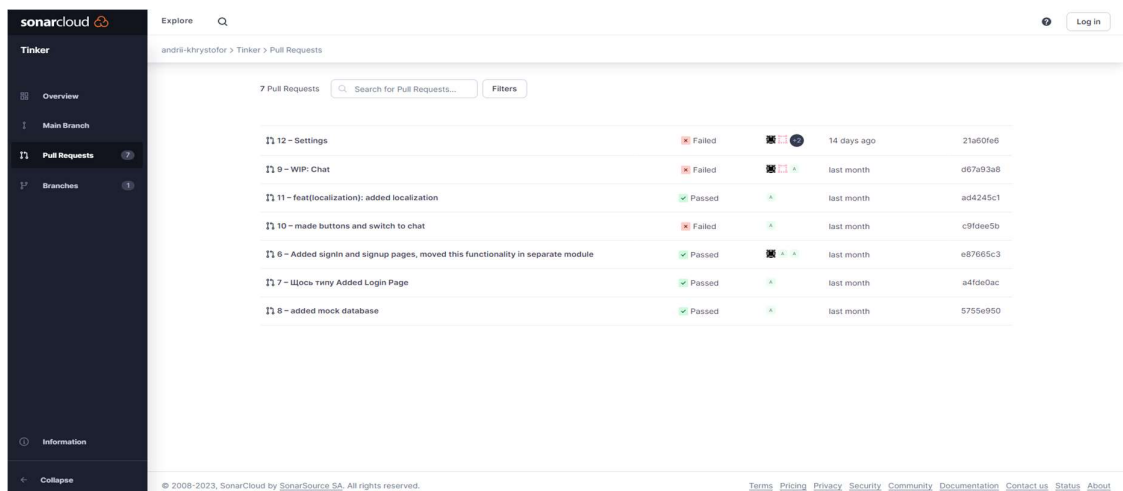 sonarcloud
Explore
Log in
Tinker
andrii-khrystofor > Tinker > Pull Requests
Overview
Main Branch
Pull Requests 7
Branches 1
Information
Collapse
7 Pull Requests Search for Pull Requests... Filters
12 – Settings Failed +2 14 days ago 21a60fe6
9 – WIP: Chat Failed A last month d67a93a8
11 – feat(localization): added localization Passed A last month ad4245c1
10 – made buttons and switch to chat Failed A last month c9fdee5b
6 – Added signIn and signup pages, moved this functionality in separate module Passed A A last month e87665c3
7 – Щось типу Added Login Page Passed A last month a4fde0ac
8 – added mock database Passed A last month 5755e950
© 2008-2023, SonarCloud by SonarSource SA. All rights reserved. Terms Pricing Privacy Security Community Documentation Contact us Status About